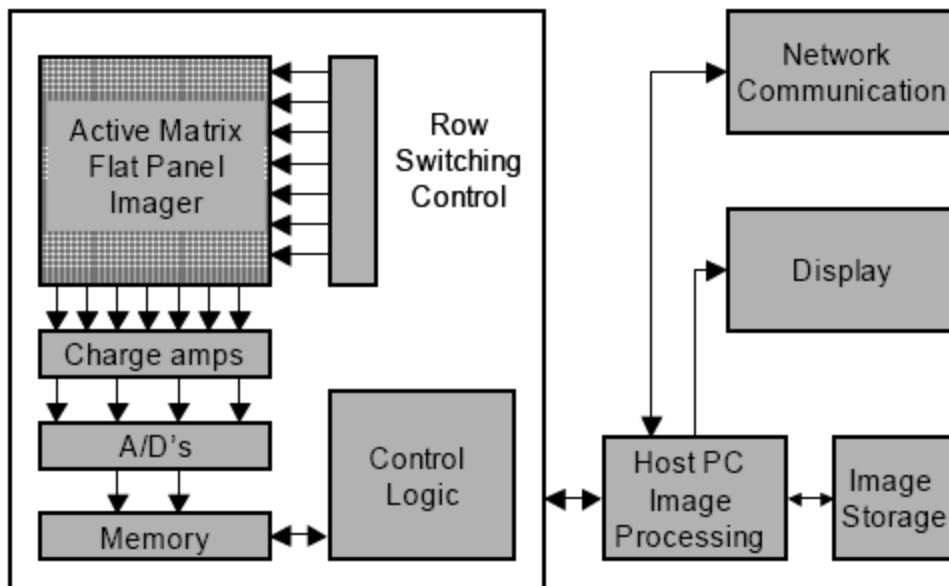 Active Matrix
Flat Panel
Imager
Row
Switching
Control
Charge amps
A/D's
Memory
Control
Logic
Network
Communication
Display
Host PC
Image
Processing
Image
Storage